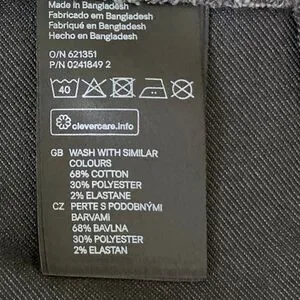 Made in Bangladesh
Fabricado em Bangladesh
Fabriqué en Bangladesh
Hecho en Bangladesh
O/N 621351
P/N 0241849 2
40
clevercare.info
GB WASH WITH SIMILAR
COLOURS
68% COTTON
30% POLYESTER
2% ELASTANE
CZ PERTE S PODOBNÝMI
BARVAMI
68% BAVLNA
30% POLYESTER
2% ELASTAN